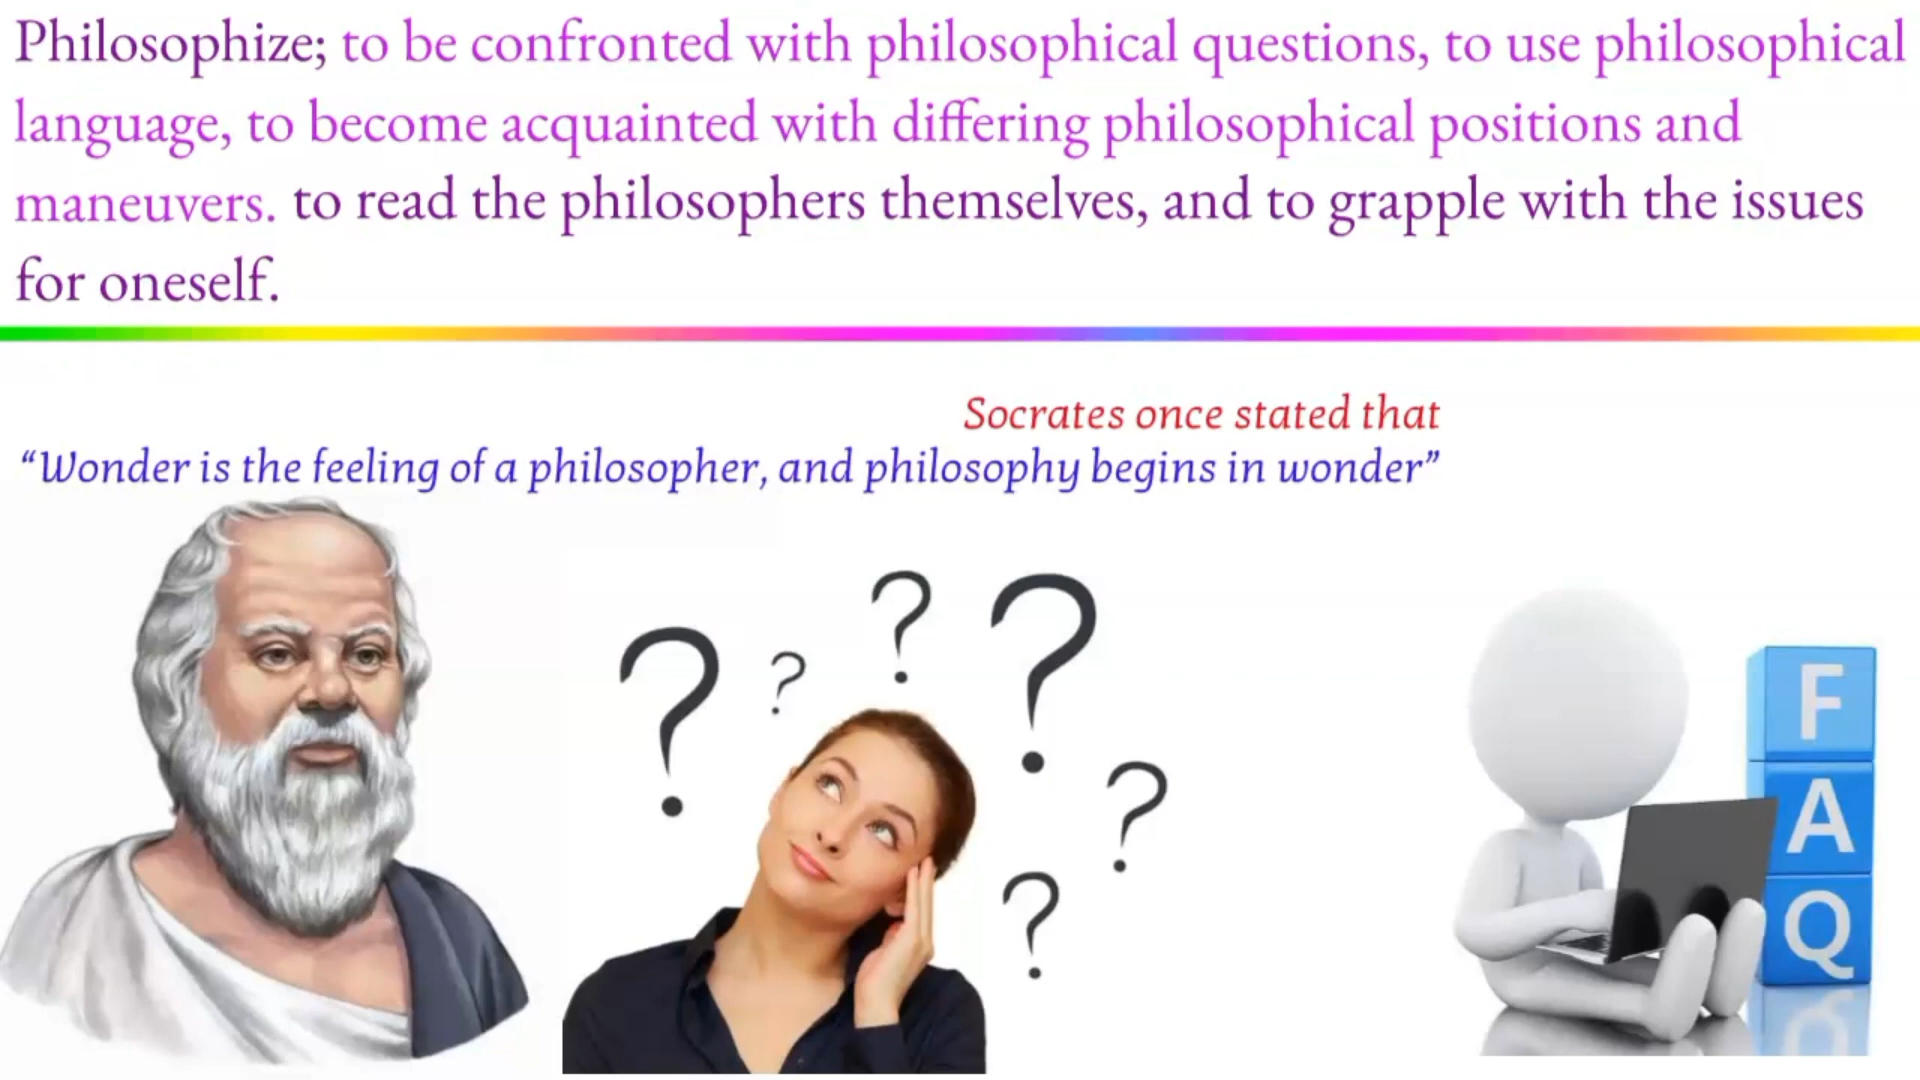 Philosophize; to be confronted with philosophical questions, to use philosophical
language, to become acquainted with differing philosophical positions and
maneuvers. to read the philosophers themselves, and to grapple with the issues
for oneself.
Socrates once stated that
“Wonder is the feeling of a philosopher, and philosophy begins in wonder”
? ? ? ?
?
?
F
A
Q